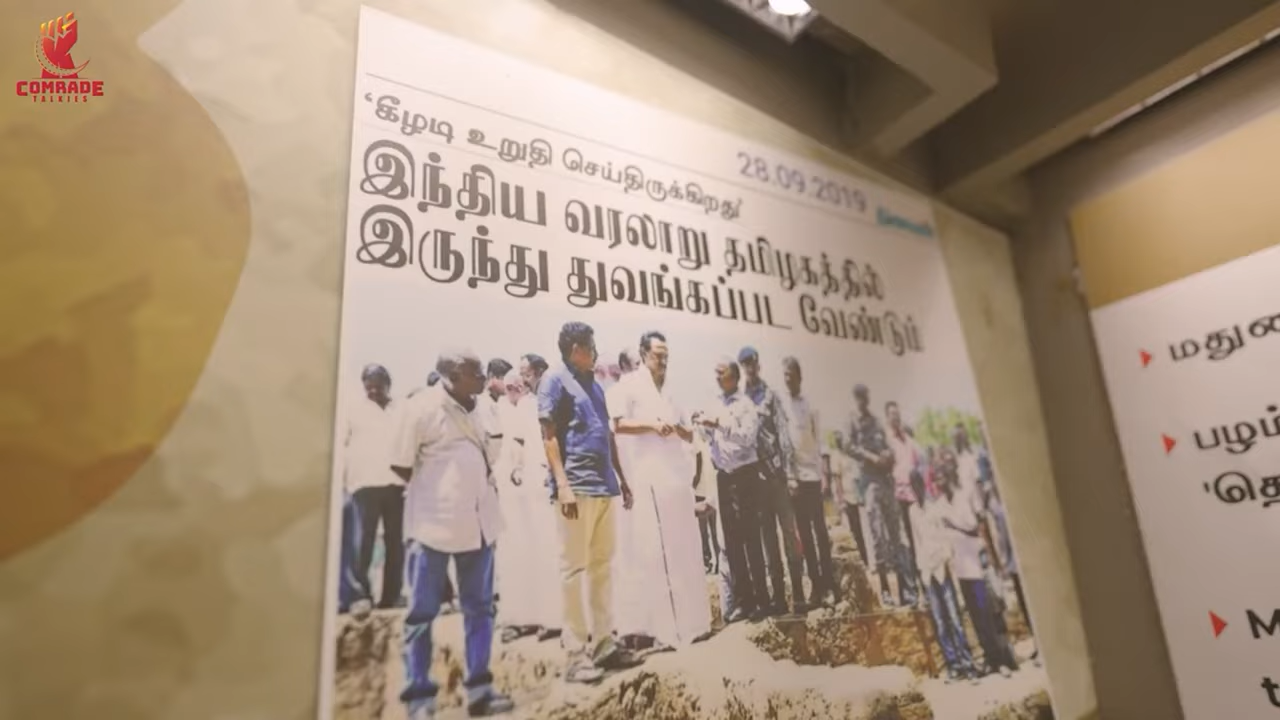 COMRADE
TALKIES
28.09.2019
'கீழடி உறுதி செய்திருக்கிறது'
இந்திய வரலாறு தமிழகத்தில்
இருந்து துவங்கப்பட வேண்டும்